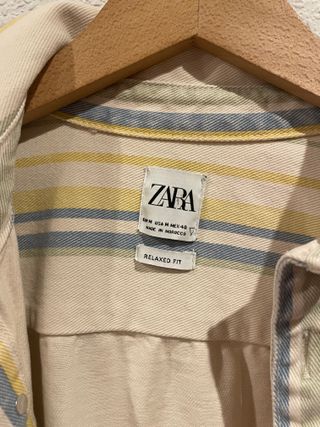 ZARA
EUR M USA M MEX 40
MADE IN MOROCCO
RELAXED FIT